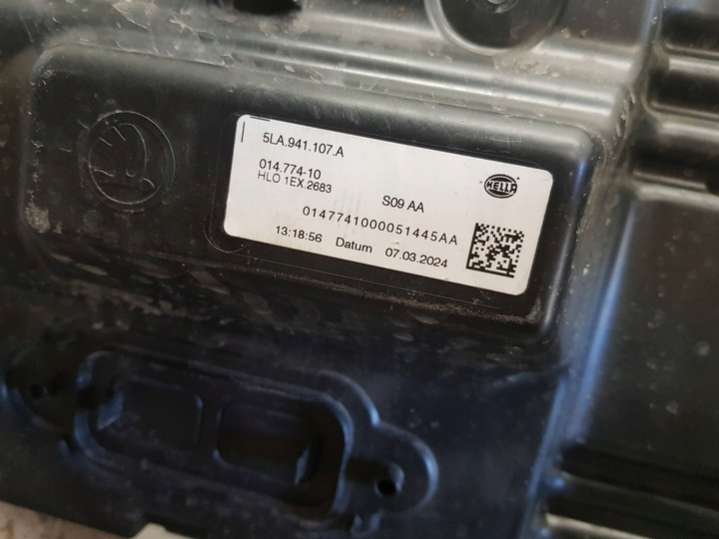 5LA.941.107.A
014.774-10
HLO 1EX.2683
HELLA
S09 AA
0147741000051445AA
13:18:56 Datum 07.03.2024